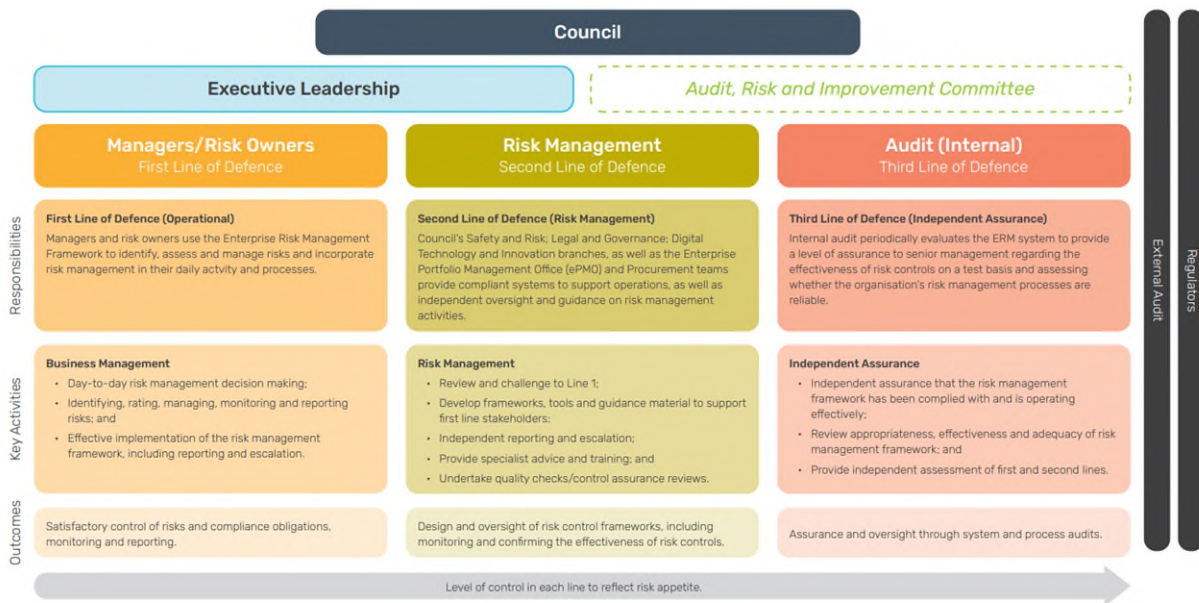 Council
Executive Leadership
Audit, Risk and Improvement Committee
Managers/Risk Owners
First Line of Defence
Risk Management
Second Line of Defence
Audit (Internal)
Third Line of Defence
Responsibilities
First Line of Defence (Operational)
Managers and risk owners use the Enterprise Risk Management
Framework to identify, assess and manage risks and incorporate
risk management in their daily actvity and processes.
Second Line of Defence (Risk Management)
Council's Safety and Risk; Legal and Governance; Digital
Technology and Innovation branches, as well as the Enterprise
Portfolio Management Office (ePMO) and Procurement teams
provide compliant systems to support operations, as well as
independent oversight and guidance on risk management
activities.
Third Line of Defence (Independent Assurance)
Internal audit periodically evaluates the ERM system to provide
a level of assurance to senior management regarding the
effectiveness of risk controls on a test basis and assessing
whether the organisation's risk management processes are
reliable.
Key Activities
Business Management
• Day-to-day risk management decision making;
• Identifying, rating, managing, monitoring and reporting
risks; and
• Effective implementation of the risk management
framework, including reporting and escalation.
Risk Management
• Review and challenge to Line 1;
• Develop frameworks, tools and guidance material to support
first line stakeholders;
• Independent reporting and escalation;
• Provide specialist advice and training; and
• Undertake quality checks/control assurance reviews.
Independent Assurance
• Independent assurance that the risk management
framework has been complied with and is operating
effectively;
• Review appropriateness, effectiveness and adequacy of risk
management framework; and
• Provide independent assessment of first and second lines.
Outcomes
Satisfactory control of risks and compliance obligations,
monitoring and reporting.
Design and oversight of risk control frameworks, including
monitoring and confirming the effectiveness of risk controls.
Assurance and oversight through system and process audits.
Level of control in each line to reflect risk appetite.
External Audit
Regulators